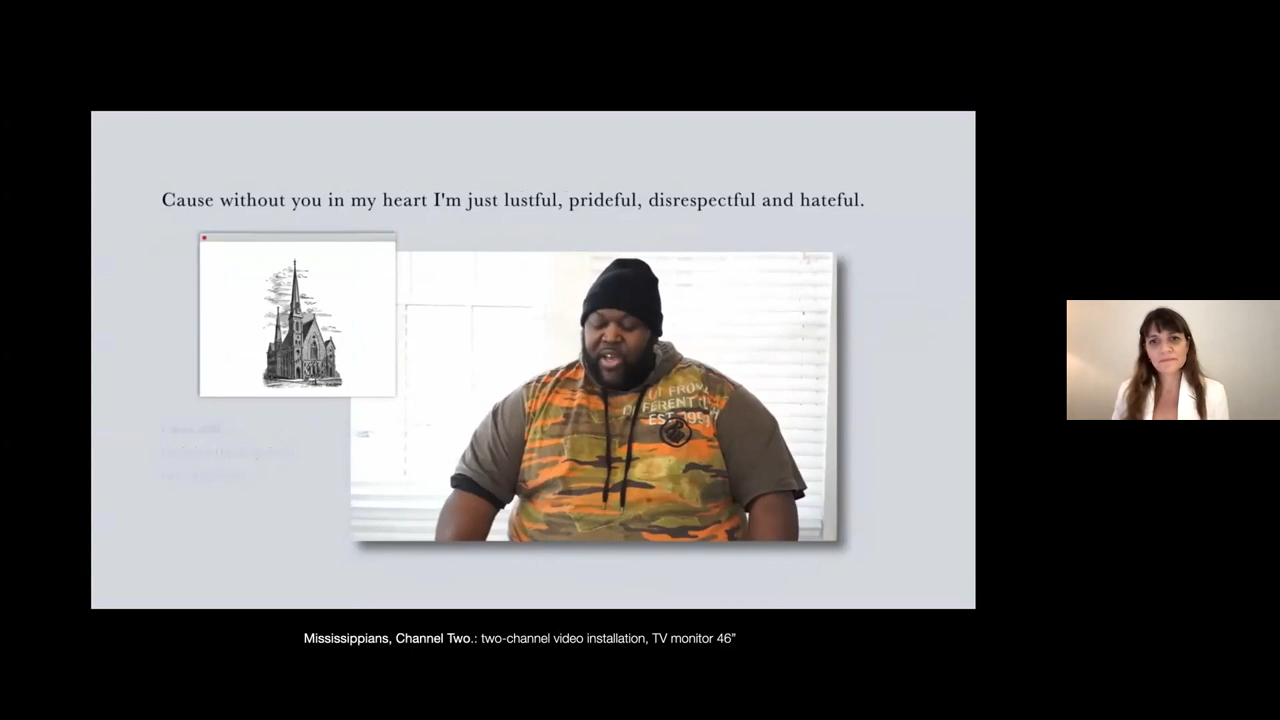 Cause without you in my heart I'm just lustful, prideful, disrespectful and hateful.
Mississippians, Channel Two.: two-channel video installation, TV monitor 46”